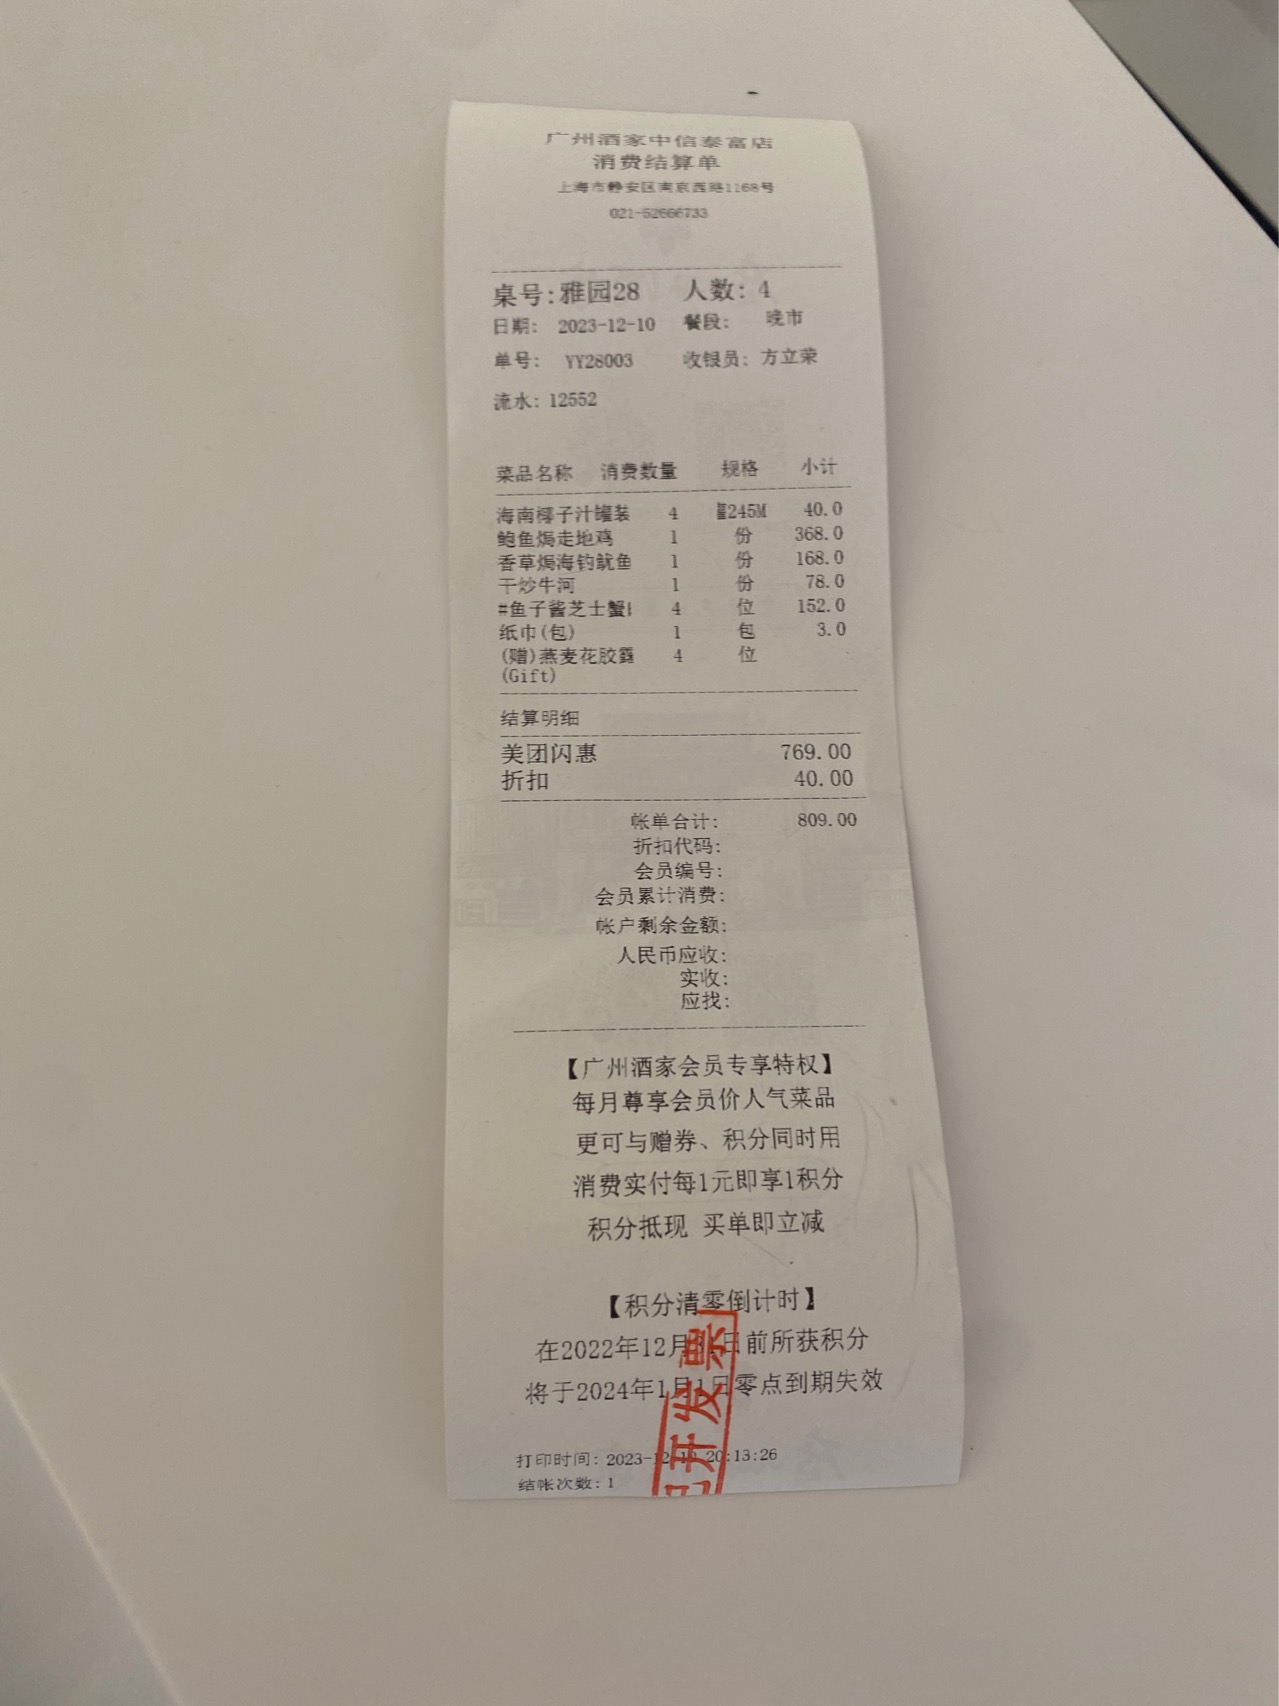 广州酒家中信泰富店
消费结算单
上海市静安区南京西路1168号
021-52666733
桌号:雅园28 人数: 4
日期: 2023-12-10 餐段: 晚市
单号: YY28003 收银员: 方立荣
流水: 12552
菜品名称 消费数量 规格 小计
海南椰子汁罐装 4 245M 40.0
鲍鱼焗走地鸡 1 份 368.0
香草焗海钓鱿鱼 1 份 168.0
干炒牛河 1 份 78.0
#鱼子酱芝士蟹 4 位 152.0
纸巾(包) 1 包 3.0
(赠)燕麦花胶露 4 位
(Gift)
结算明细
美团闪惠 769.00
折扣 40.00
帐单合计: 809.00
折扣代码:
会员编号:
会员累计消费:
帐户剩余金额:
人民币应收:
实收:
应找:
【广州酒家会员专享特权】
每月尊享会员价人气菜品
更可与赠券、积分同时用
消费实付每1元即享1积分
积分抵现 买单即立减
【积分清零倒计时】
在2022年12月31日前所获积分
将于2024年1月1日零点到期失效
打印时间: 2023-12-10 20:13:26
结帐次数: 1
已开发票